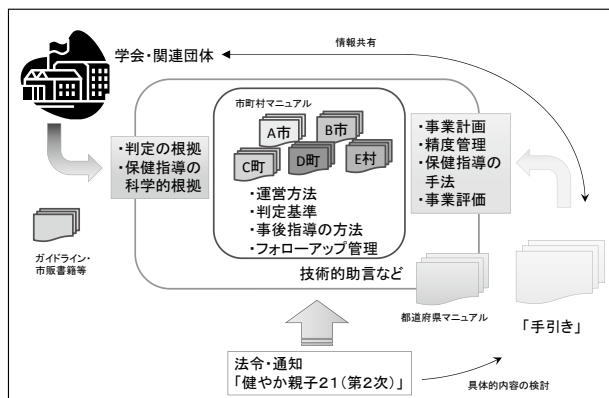 学会・関連団体
情報共有
市町村マニュアル
A市
B市
C町
D町
E村
・運営方法
・判定基準
・事後指導の方法
・フォローアップ管理
・判定の根拠
・保健指導の
科学的根拠
・事業計画
・精度管理
・保健指導の
手法
・事業評価
ガイドライン・
市販書籍等
技術的助言など
都道府県マニュアル
「手引き」
法令・通知
「健やか親子21(第2次)」
具体的内容の検討